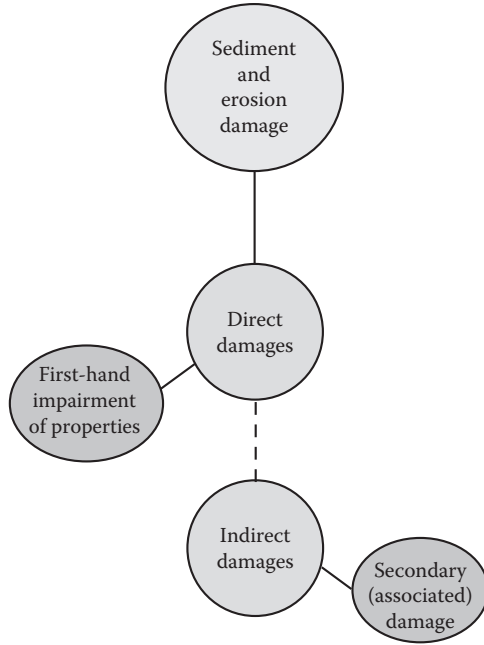 Sediment
and
erosion
damage
Direct
damages
First-hand
impairment
of properties
Indirect
damages
Secondary
(associated)
damage